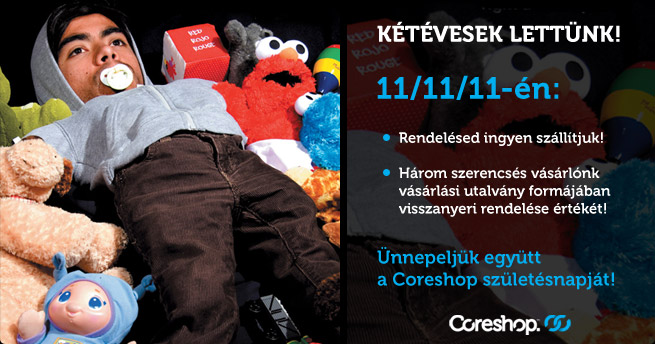 RED
ROJO
ROUGE
KÉTÉVESEK LETTÜNK!
11/11/11-én:
Rendelésed ingyen szállítjuk!
Három szerencsés vásárlónk
vásárlási utalvány formájában
visszanyeri rendelése értékét!
Ünnepeljük együtt
a Coreshop születésnapját!
Coreshop.